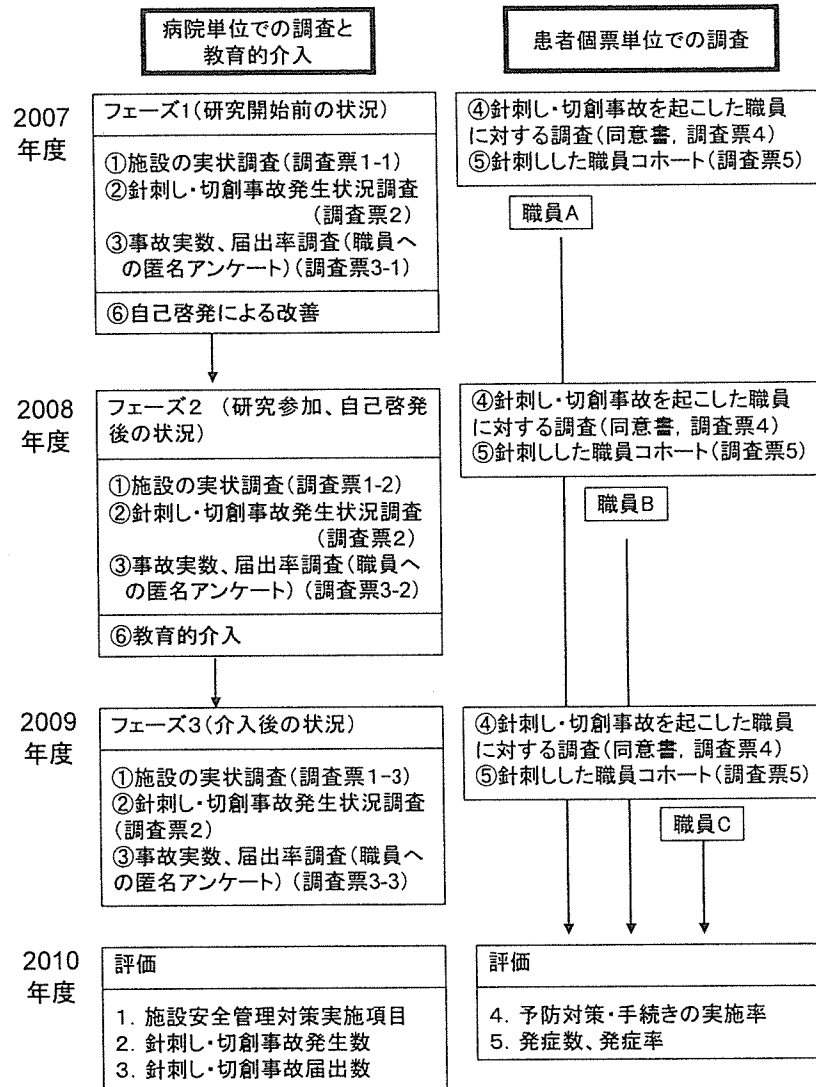 病院単位での調査と
教育的介入
患者個票単位での調査
2007
年度
フェーズ1(研究開始前の状況)
①施設の実状調査(調査票1-1)
②針刺し・切創事故発生状況調査
(調査票2)
③事故実数、届出率調査(職員へ
の匿名アンケート)(調査票3-1)
⑥自己啓発による改善
④針刺し・切創事故を起こした職員
に対する調査(同意書, 調査票4)
⑤針刺しした職員コホート(調査票5)
職員A
2008
年度
フェーズ2 (研究参加、自己啓発
後の状況)
①施設の実状調査(調査票1-2)
②針刺し・切創事故発生状況調査
(調査票2)
③事故実数、届出率調査(職員へ
の匿名アンケート) (調査票3-2)
⑥教育的介入
④針刺し・切創事故を起こした職員
に対する調査(同意書, 調査票4)
⑤針刺しした職員コホート(調査票5)
職員B
2009
年度
フェーズ3(介入後の状況)
①施設の実状調査(調査票1-3)
②針刺し・切創事故発生状況調査
(調査票2)
③事故実数、届出率調査(職員へ
の匿名アンケート) (調査票3-3)
④針刺し・切創事故を起こした職員
に対する調査(同意書, 調査票4)
⑤針刺しした職員コホート(調査票5)
職員C
2010
年度
評価
1. 施設安全管理対策実施項目
2. 針刺し・切創事故発生数
3. 針刺し・切創事故届出数
評価
4. 予防対策・手続きの実施率
5. 発症数、発症率